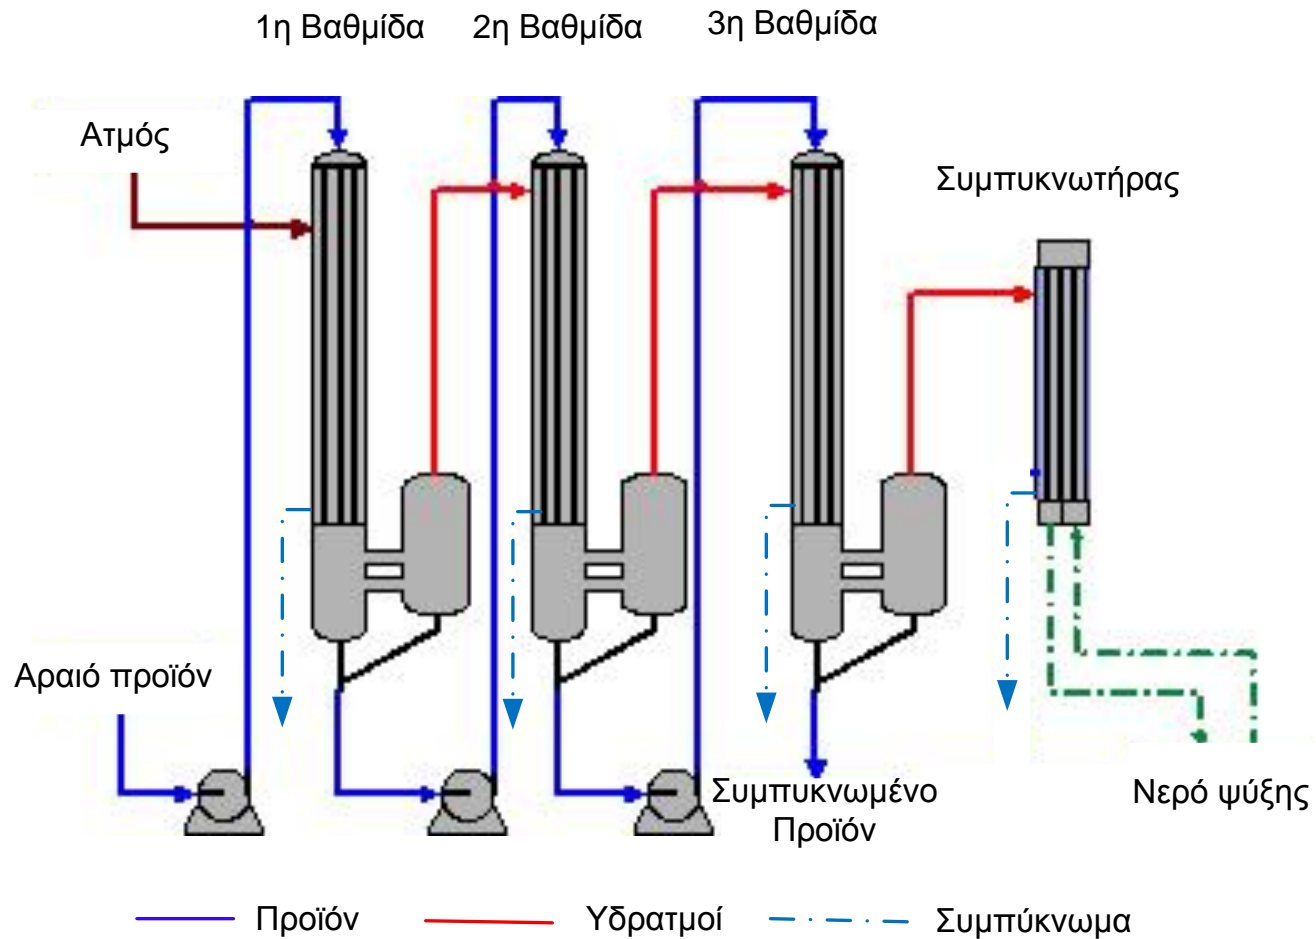 1η Βαθμίδα
2η Βαθμίδα
3η Βαθμίδα
Ατμός
Συμπυκνωτήρας
Αραιό προϊόν
Συμπυκνωμένο
Προϊόν
Νερό ψύξης
Προϊόν
Υδρατμοί
Συμπύκνωμα